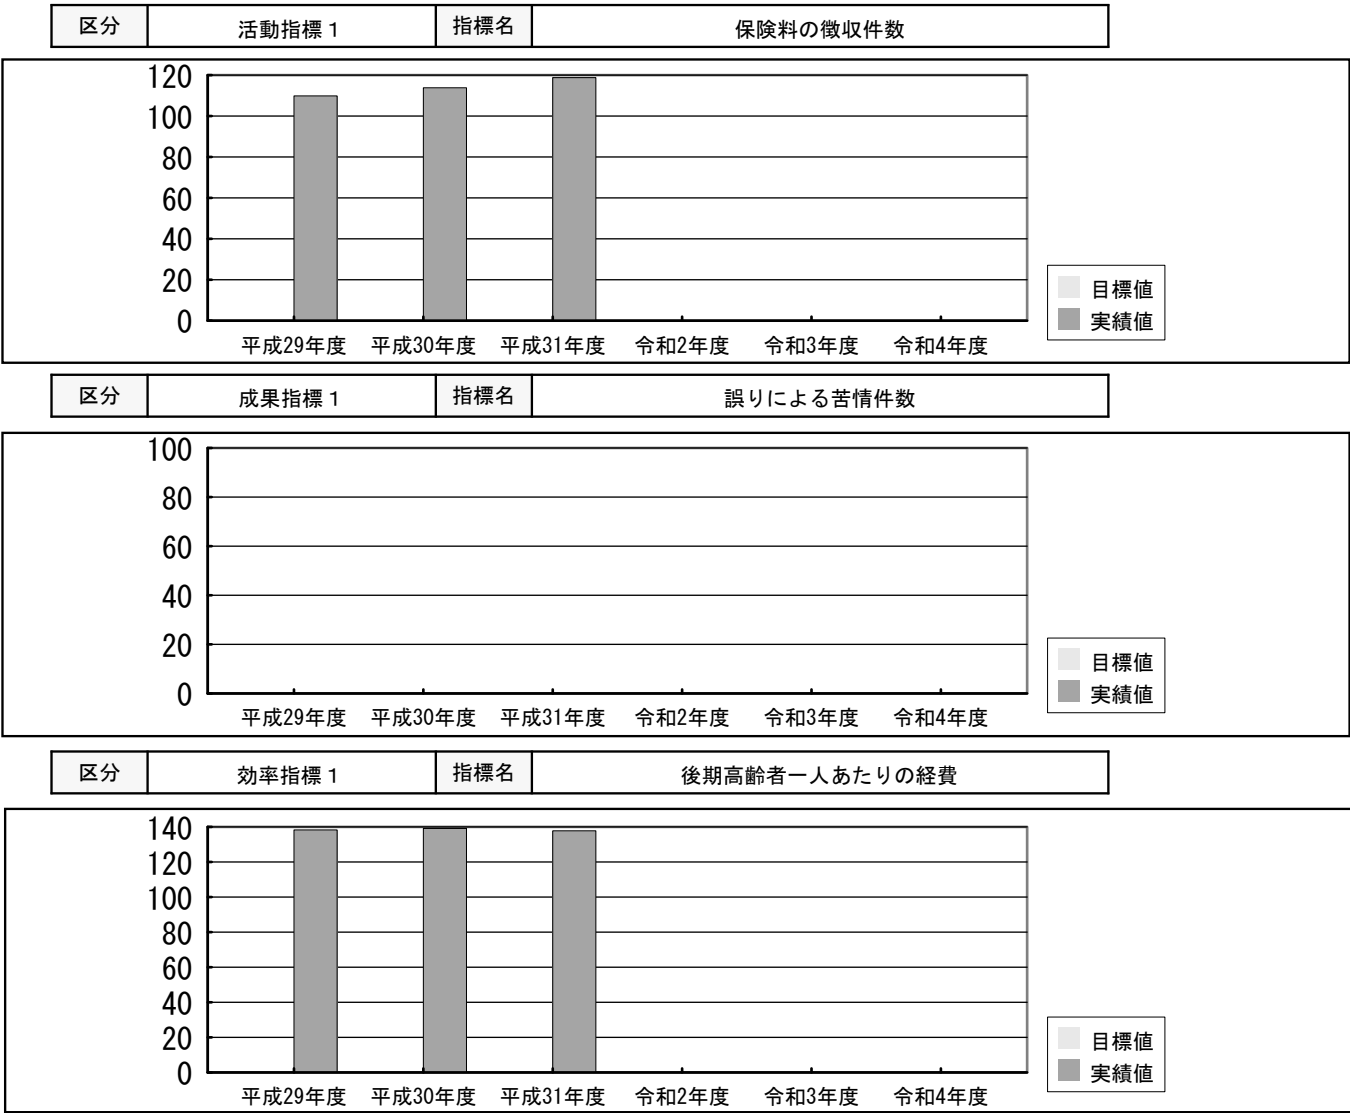 区分 活動指標１ 指標名 保険料の徴収件数
120
100
80
60
40
20
0
平成29年度 平成30年度 平成31年度 令和2年度 令和3年度 令和4年度
目標値
実績値
区分 成果指標１ 指標名 誤りによる苦情件数
100
80
60
40
20
0
平成29年度 平成30年度 平成31年度 令和2年度 令和3年度 令和4年度
目標値
実績値
区分 効率指標１ 指標名 後期高齢者一人あたりの経費
140
120
100
80
60
40
20
0
平成29年度 平成30年度 平成31年度 令和2年度 令和3年度 令和4年度
目標値
実績値